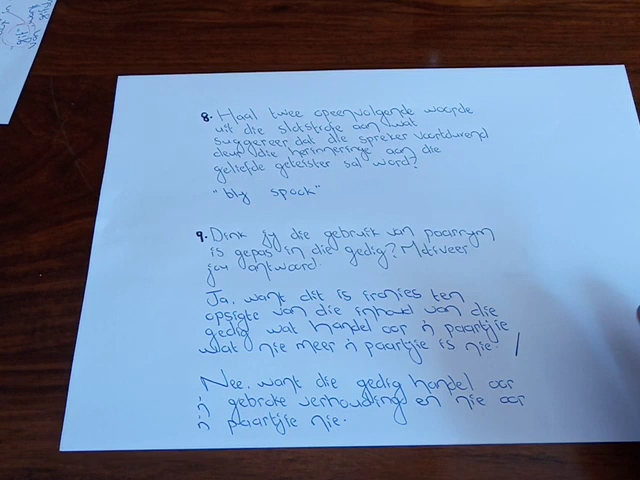 8. Haal twee opeenvolgende woorde
uit die slotstrofe aan wat
suggereer dat die spreker voortdurend
deur die herinneringe aan die
geliefde geteister sal word?
"bly spook"
9. Dink jy die gebruik van paarrym
is gepas in die gedig? Motiveer
jou antwoord.
Ja, want dit is ironies ten
opsigte van die inhoud van die
gedig wat handel oor 'n paartjie
wat nie meer 'n paartjie is nie. /
Nee, want die gedig handel oor
'n gebroke verhouding en nie oor
'n paartjie nie.